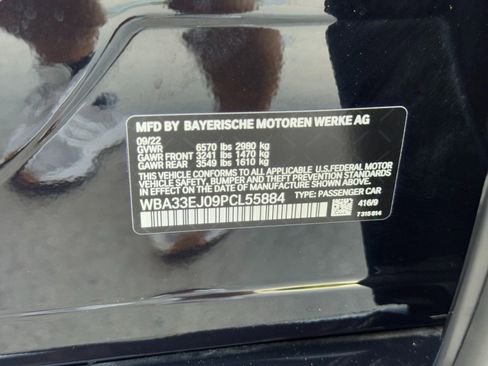 MFD BY BAYERISCHE MOTOREN WERKE AG
09/22
GVWR 6570 lbs 2980 kg
GAWR FRONT 3241 lbs 1470 kg
GAWR REAR 3549 lbs 1610 kg
THIS VEHICLE CONFORMS TO ALL APPLICABLE U.S. FEDERAL MOTOR
VEHICLE SAFETY, BUMPER AND THEFT PREVENTION STANDARDS IN
EFFECT ON THE DATE OF MANUFACTURE SHOWN ABOVE.
WBA33EJ09PCL55884 TYPE: PASSENGER CAR
416/9
7 315 614